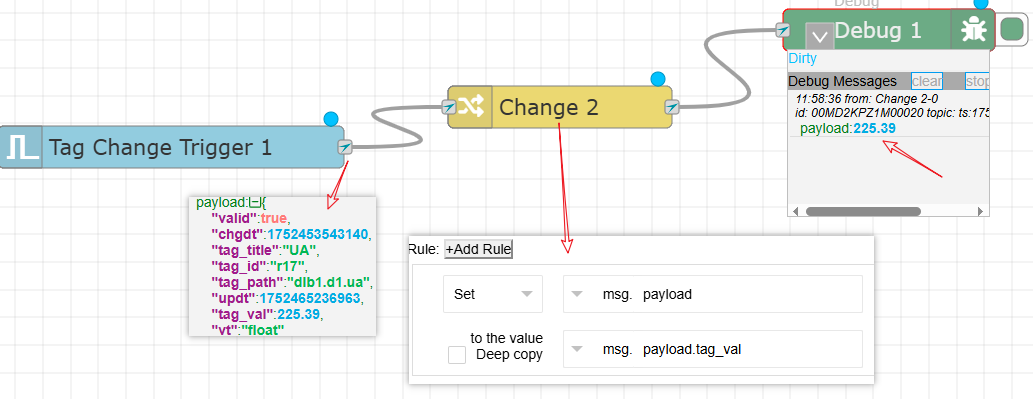 Debug
Debug 1
Dirty
Debug Messages clear stop
11:58:36 from: Change 2-0
id: 00MD2KPZ1M00020 topic: ts:175
payload:225.39
Change 2
Tag Change Trigger 1
payload:{
"valid":true,
"chgdt":1752453543140,
"tag_title":"UA",
"tag_id":"r17",
"tag_path":"dlb1.d1.ua",
"updt":1752465236963,
"tag_val":225.39,
"vt":"float"
Rule: +Add Rule
Set msg. payload
to the value
Deep copy msg. payload.tag_val